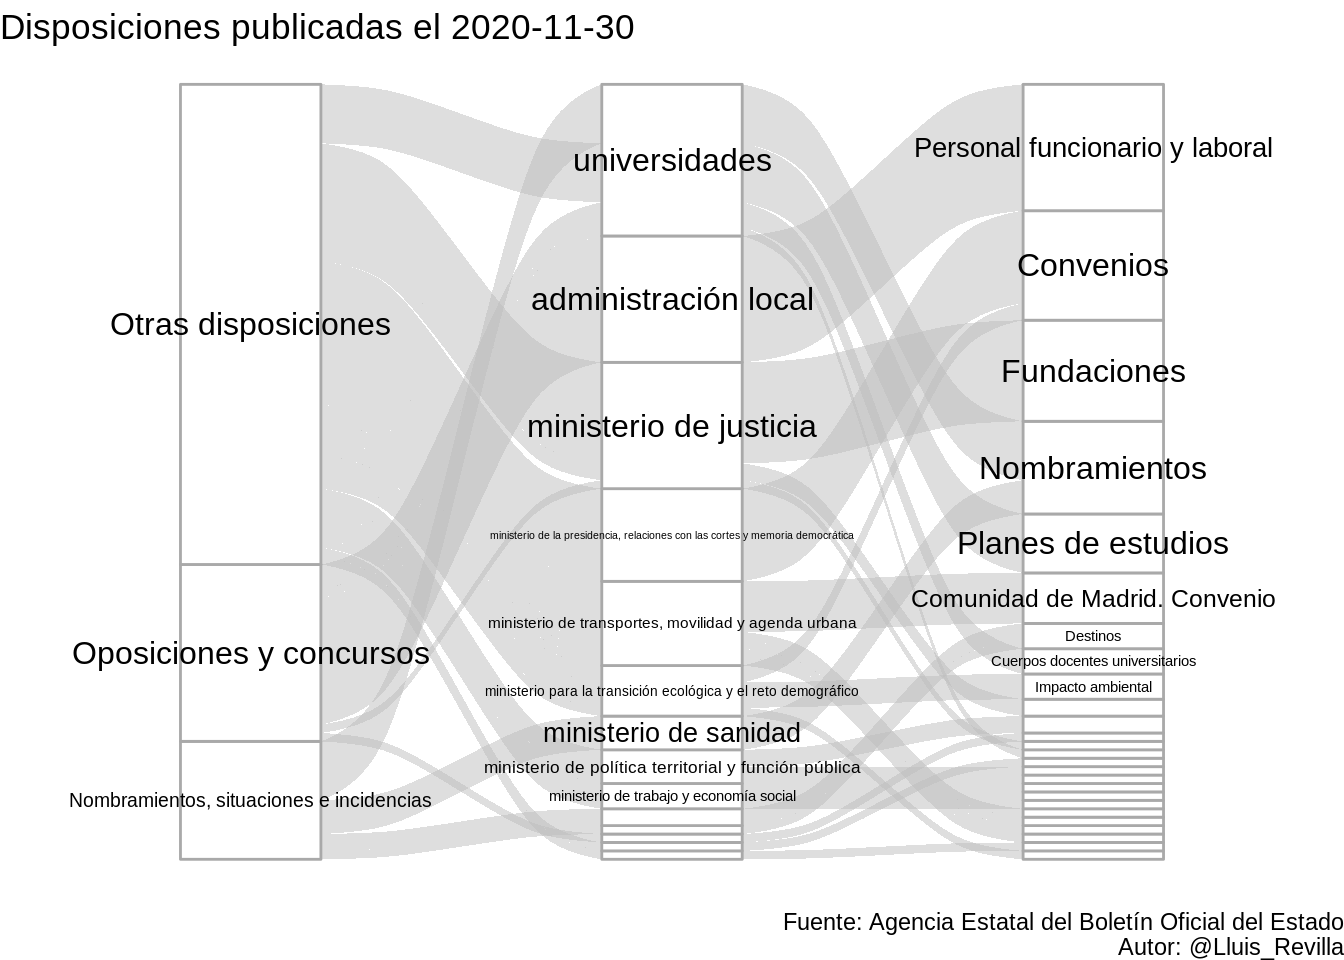 Disposiciones publicadas el 2020-11-30
Otras disposiciones
Oposiciones y concursos
Nombramientos, situaciones e incidencias
universidades
administración local
ministerio de justicia
ministerio de la presidencia, relaciones con las cortes y memoria democrática
ministerio de transportes, movilidad y agenda urbana
ministerio para la transición ecológica y el reto demográfico
ministerio de sanidad
ministerio de política territorial y función pública
ministerio de trabajo y economía social
Personal funcionario y laboral
Convenios
Fundaciones
Nombramientos
Planes de estudios
Comunidad de Madrid. Convenio
Destinos
Cuerpos docentes universitarios
Impacto ambiental
Fuente: Agencia Estatal del Boletín Oficial del Estado
Autor: @Lluis_Revilla